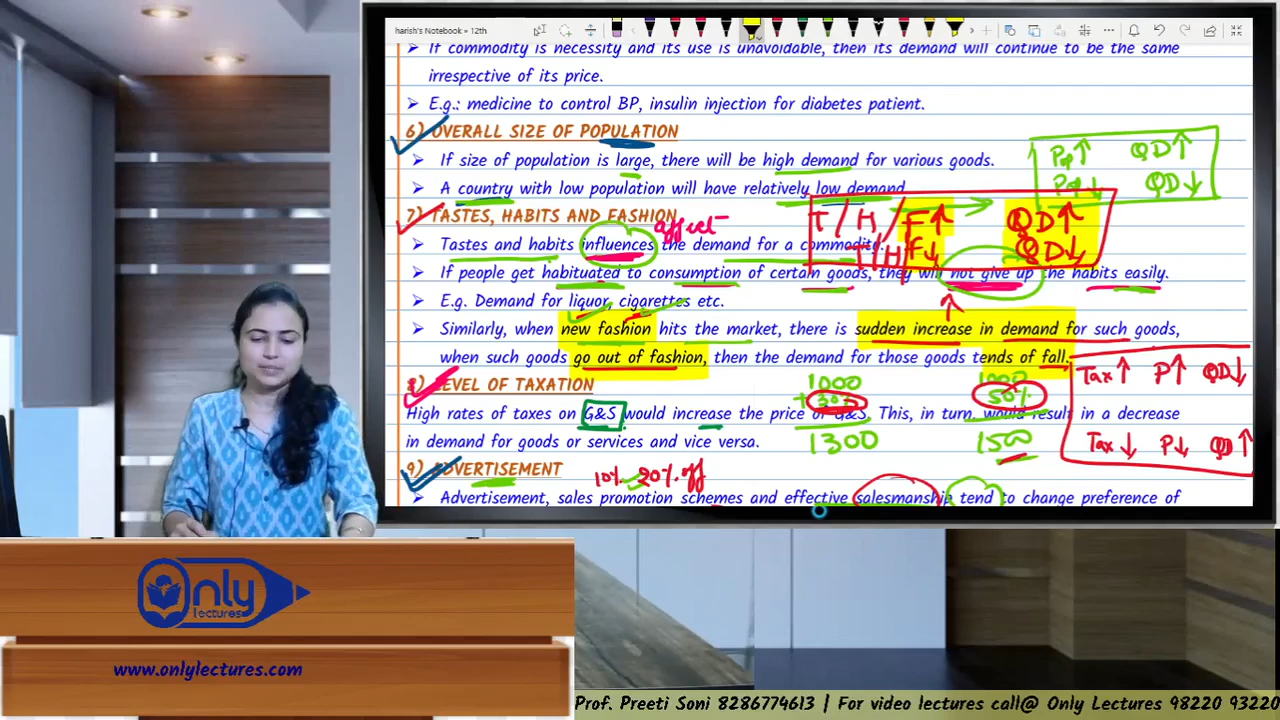 harish's Notebook » 12th
If commodity is necessity and its use is unavoidable, then its demand will continue to be the same
irrespective of its price.
E.g.: medicine to control BP, insulin injection for diabetes patient.
6) OVERALL SIZE OF POPULATION
If size of population is large, there will be high demand for various goods.
Pop↑ QD↑
Pop↓ QD↓
A country with low population will have relatively low demand
7) TASTES, HABITS AND FASHION
affect
T/H/F↑ QD↑
T/H F↓ QD↓
Tastes and habits influences the demand for a commodity.
If people get habituated to consumption of certain goods, they will not give up the habits easily.
E.g. Demand for liquor, cigarettes etc.
Similarly, when new fashion hits the market, there is sudden increase in demand for such goods,
when such goods go out of fashion, then the demand for those goods tends of fall.
8) LEVEL OF TAXATION
1000 1000
+ 30% 50%
1300 1500
Tax↑ P↑ QD↓
Tax↓ P↓ QD↑
High rates of taxes on G&S would increase the price of G&S. This, in turn, would result in a decrease
in demand for goods or services and vice versa.
9) ADVERTISEMENT
10% 20% off
Advertisement, sales promotion schemes and effective salesmanship tend to change preference of
Only
lectures
www.onlylectures.com
Prof. Preeti Soni 8286774613 | For video lectures call@ Only Lectures 98220 93220